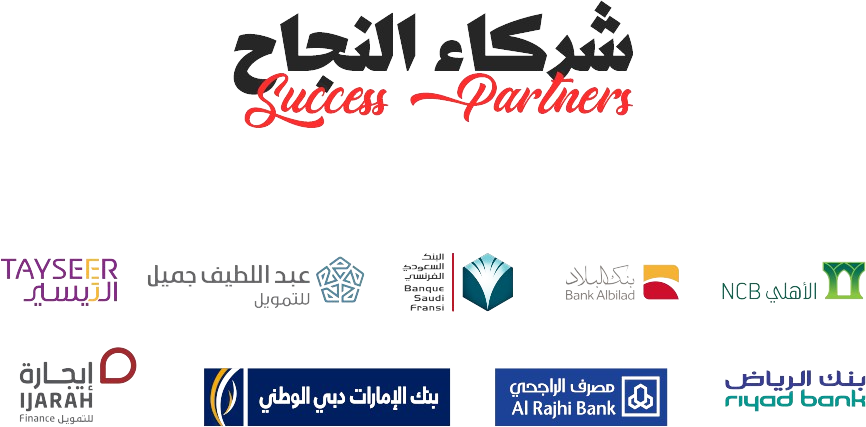 شركاء النجاح
Success Partners
الأهلي NCB
بنك البلاد
Bank Albilad
البنك
السعودي
الفرنسي
Banque
Saudi
Fransi
عبد اللطيف جميل
للتمويل
TAYSEER
التيسير
بنك الرياض
riyad bank
مصرف الراجحي
Al Rajhi Bank
بنك الإمارات دبي الوطني
إيجارة
IJARAH
Finance للتمويل